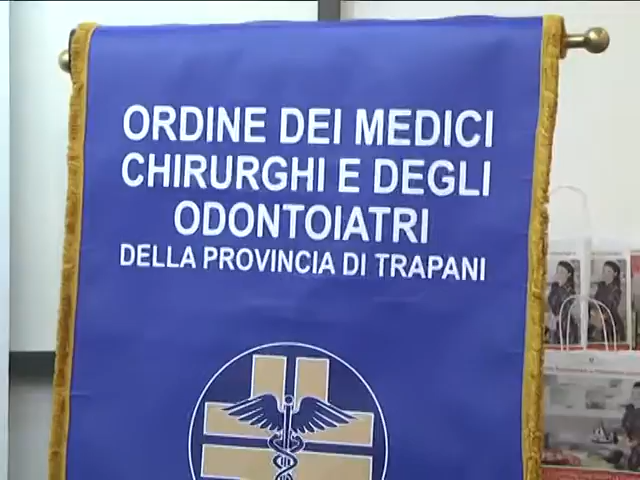 ORDINE DEI MEDICI
CHIRURGHI E DEGLI
ODONTOIATRI
DELLA PROVINCIA DI TRAPANI